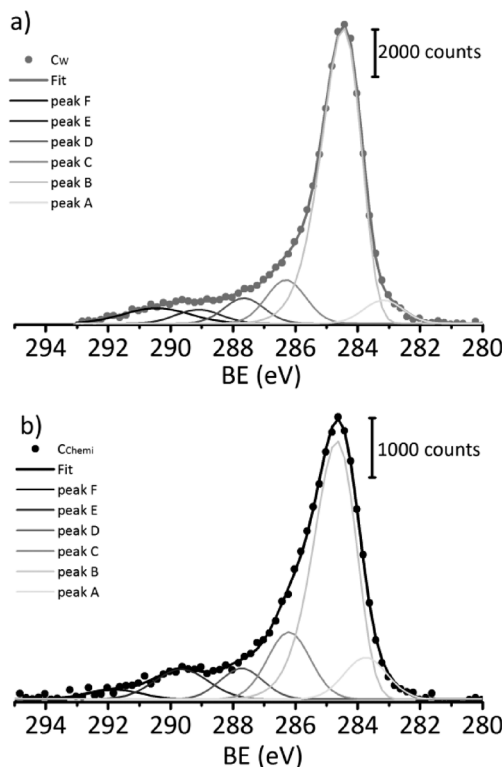 a)
Cw
Fit
peak F
peak E
peak D
peak C
peak B
peak A
2000 counts
294 292 290 288 286 284 282 280
BE (eV)
b)
CChemi
Fit
peak F
peak E
peak D
peak C
peak B
peak A
1000 counts
294 292 290 288 286 284 282 280
BE (eV)